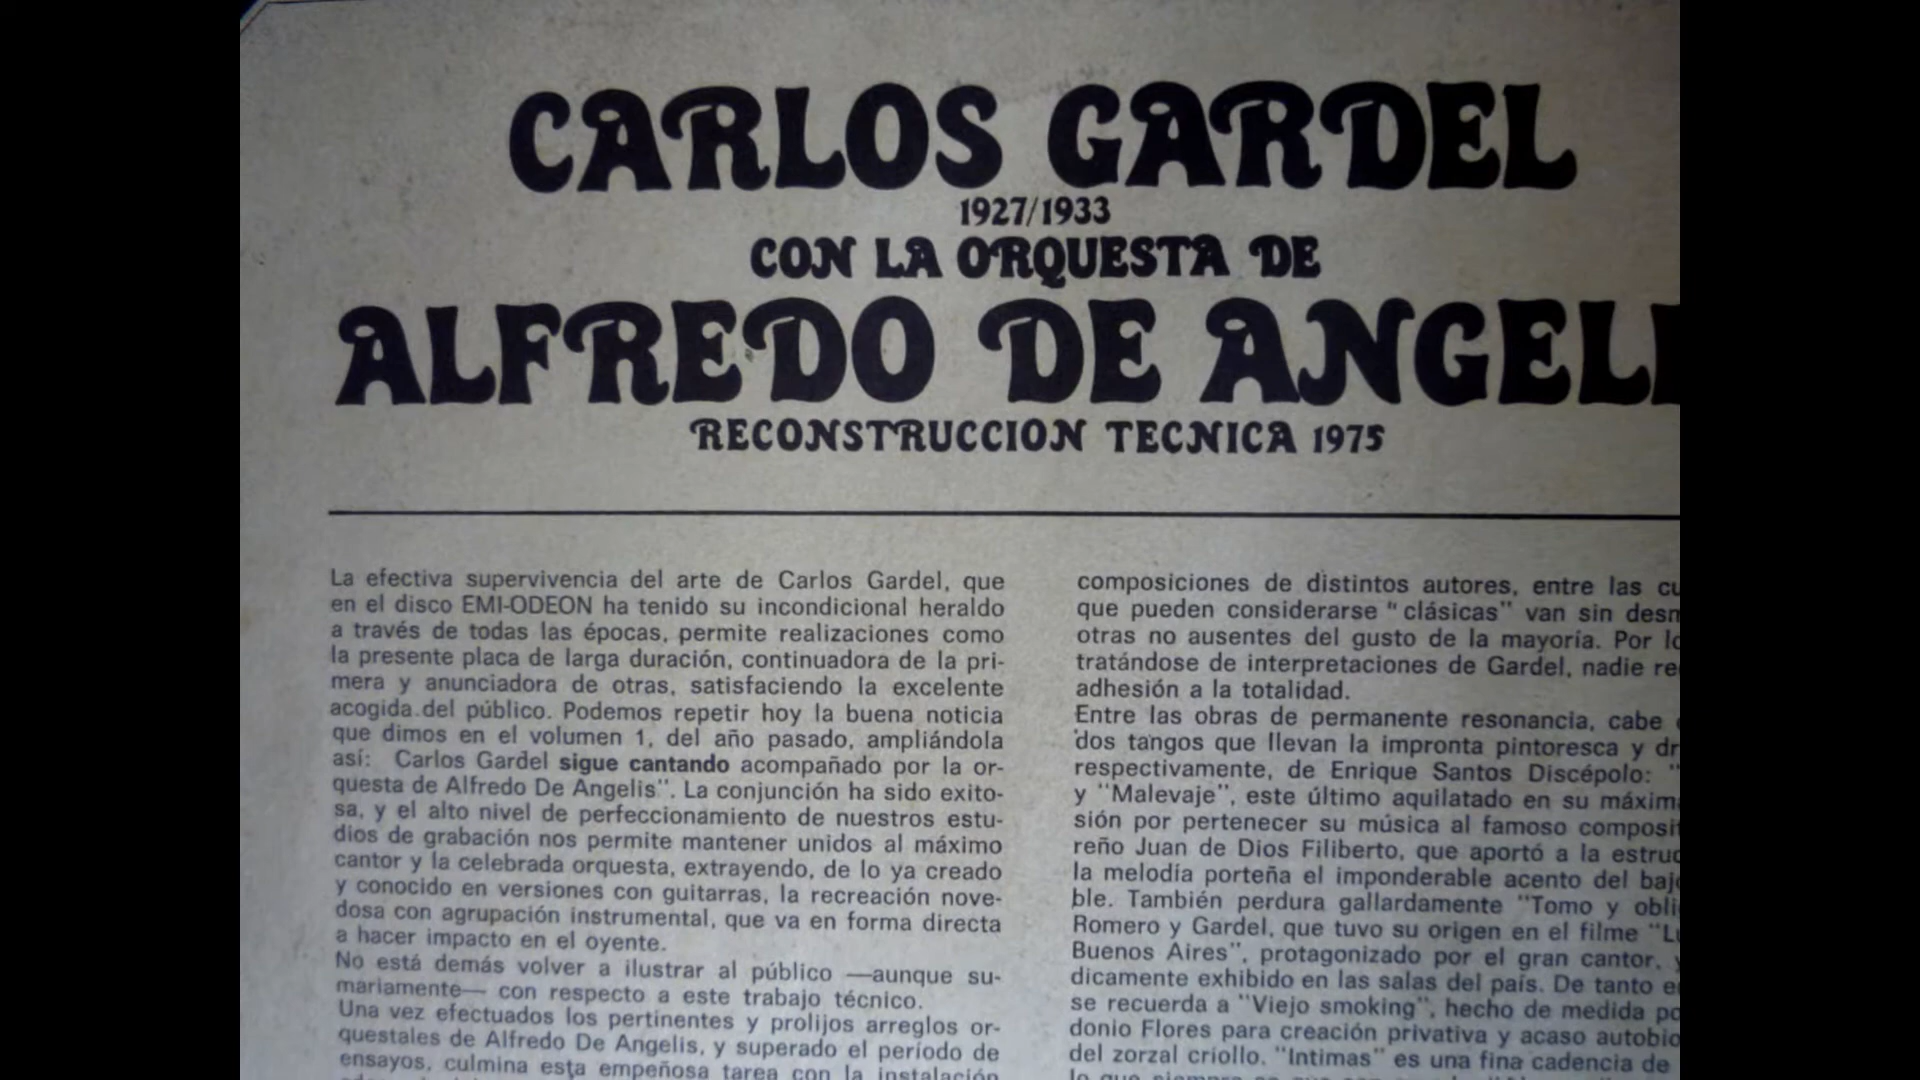 CARLOS GARDEL
1927/1933
CON LA ORQUESTA DE
ALFREDO DE ANGELI
RECONSTRUCCION TECNICA 1975
La efectiva supervivencia del arte de Carlos Gardel, que
en el disco EMI-ODEON ha tenido su incondicional heraldo
a través de todas las épocas, permite realizaciones como
la presente placa de larga duración, continuadora de la pri-
mera y anunciadora de otras, satisfaciendo la excelente
acogida del público. Podemos repetir hoy la buena noticia
que dimos en el volumen 1, del año pasado, ampliándola
así: Carlos Gardel sigue cantando acompañado por la or-
questa de Alfredo De Angelis". La conjunción ha sido exito-
sa, y el alto nivel de perfeccionamiento de nuestros estu-
dios de grabación nos permite mantener unidos al máximo
cantor y la celebrada orquesta, extrayendo, de lo ya creado
y conocido en versiones con guitarras, la recreación nove-
dosa con agrupación instrumental, que va en forma directa
a hacer impacto en el oyente.
No está demás volver a ilustrar al público —aunque su-
mariamente— con respecto a este trabajo técnico.
Una vez efectuados los pertinentes y prolijos arreglos or-
questales de Alfredo De Angelis, y superado el período de
ensayos, culmina esta empeñosa tarea con la instalación
composiciones de distintos autores, entre las cu
que pueden considerarse "clásicas" van sin desm
otras no ausentes del gusto de la mayoría. Por lo
tratándose de interpretaciones de Gardel, nadie re
adhesión a la totalidad.
Entre las obras de permanente resonancia, cabe
dos tangos que llevan la impronta pintoresca y dr
respectivamente, de Enrique Santos Discépolo: "
y "Malevaje", este último aquilatado en su máxim
sión por pertenecer su música al famoso composit
reño Juan de Dios Filiberto, que aportó a la estruc
la melodía porteña el imponderable acento del baj
ble. También perdura gallardamente "Tomo y obli
Romero y Gardel, que tuvo su origen en el filme "Lu
Buenos Aires", protagonizado por el gran cantor, y
dicamente exhibido en las salas del país. De tanto e
se recuerda a "Viejo smoking", hecho de medida po
donio Flores para creación privativa y acaso autobio
del zorzal criollo. "Intimas" es una fina cadencia de